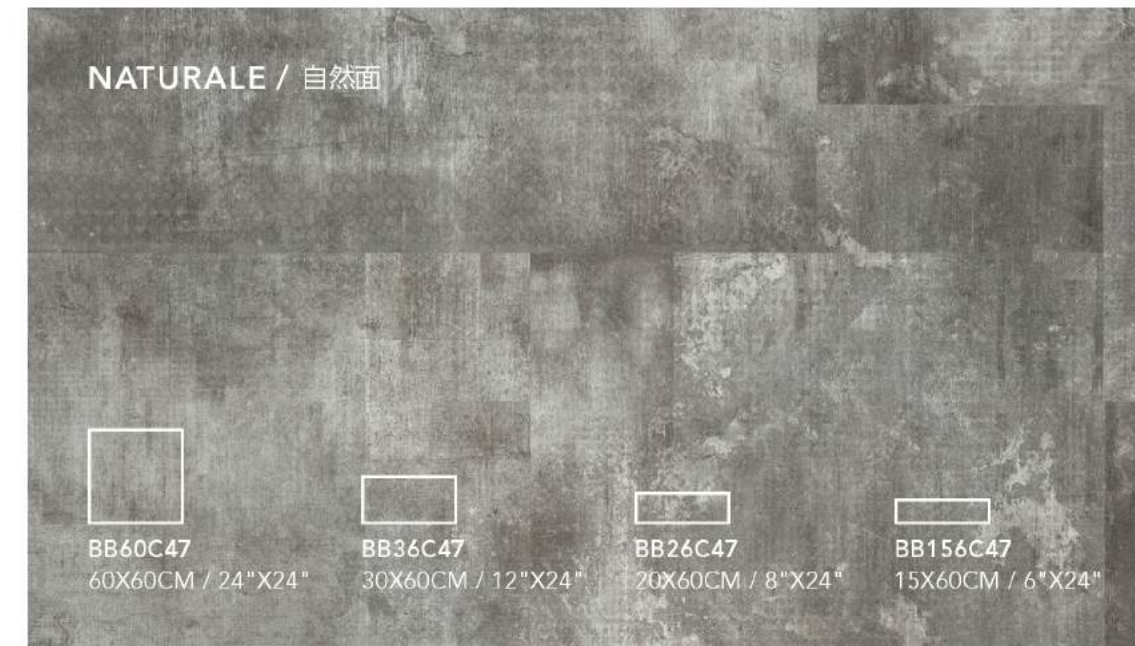 NATURALE / 自然面
BB60C47
60X60CM / 24"X24"
BB36C47
30X60CM / 12"X24"
BB26C47
20X60CM / 8"X24"
BB156C47
15X60CM / 6"X24"